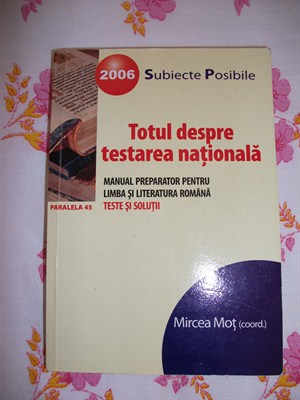 2006 Subiecte Posibile
Totul despre
testarea națională
MANUAL PREPARATOR PENTRU
LIMBA ȘI LITERATURA ROMÂNĂ
TESTE ȘI SOLUȚII
PARALELA 45
Mircea Moț (coord.)